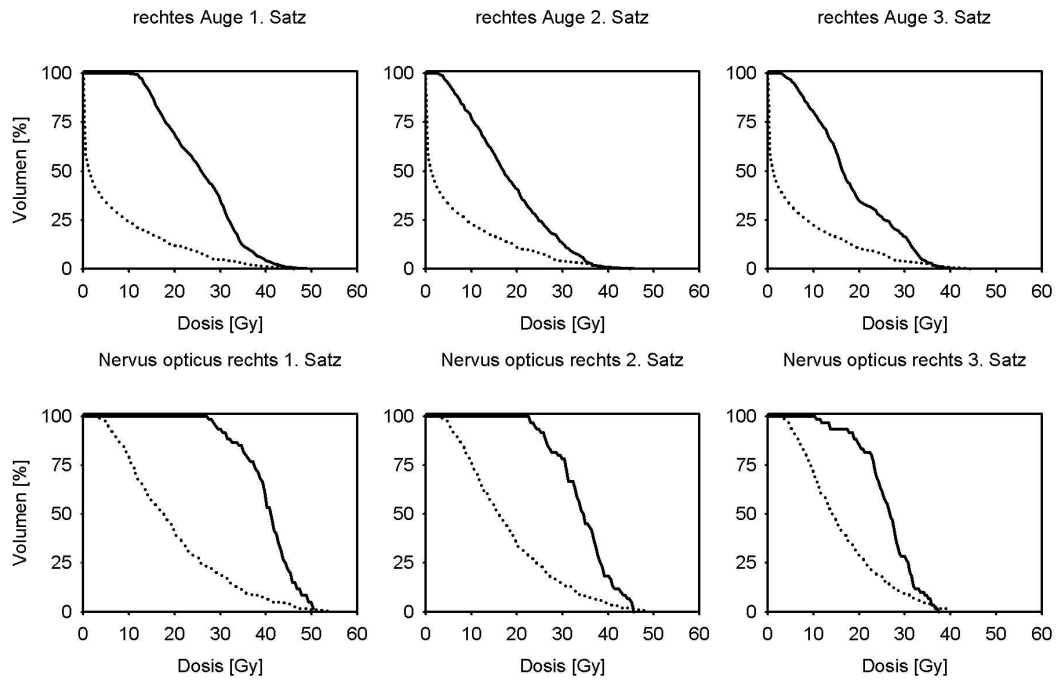 rechtes Auge 1. Satz
rechtes Auge 2. Satz
rechtes Auge 3. Satz
Volumen [%]
100
75
50
25
0
0 10 20 30 40 50 60
Dosis [Gy]
100
75
50
25
0
0 10 20 30 40 50 60
Dosis [Gy]
100
75
50
25
0
0 10 20 30 40 50 60
Dosis [Gy]
Nervus opticus rechts 1. Satz
Nervus opticus rechts 2. Satz
Nervus opticus rechts 3. Satz
Volumen [%]
100
75
50
25
0
0 10 20 30 40 50 60
Dosis [Gy]
100
75
50
25
0
0 10 20 30 40 50 60
Dosis [Gy]
100
75
50
25
0
0 10 20 30 40 50 60
Dosis [Gy]